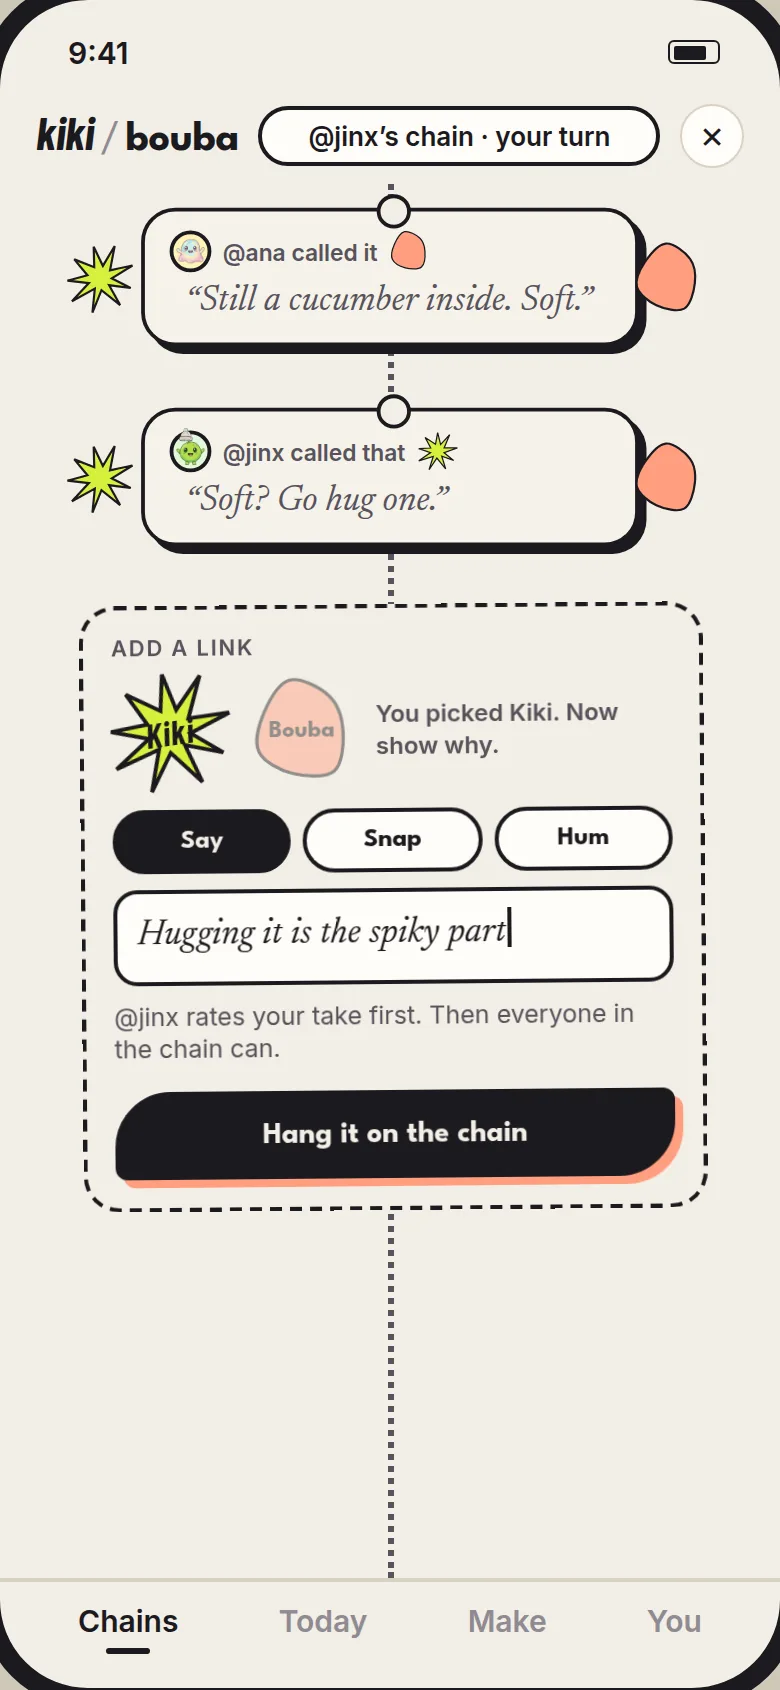 9:41
kiki / bouba
@jinx’s chain · your turn
✕
@ana called it
“Still a cucumber inside. Soft.”
@jinx called that
“Soft? Go hug one.”
ADD A LINK
Kiki
Bouba
You picked Kiki. Now
show why.
Say
Snap
Hum
Hugging it is the spiky part
@jinx rates your take first. Then everyone in
the chain can.
Hang it on the chain
Chains
Today
Make
You